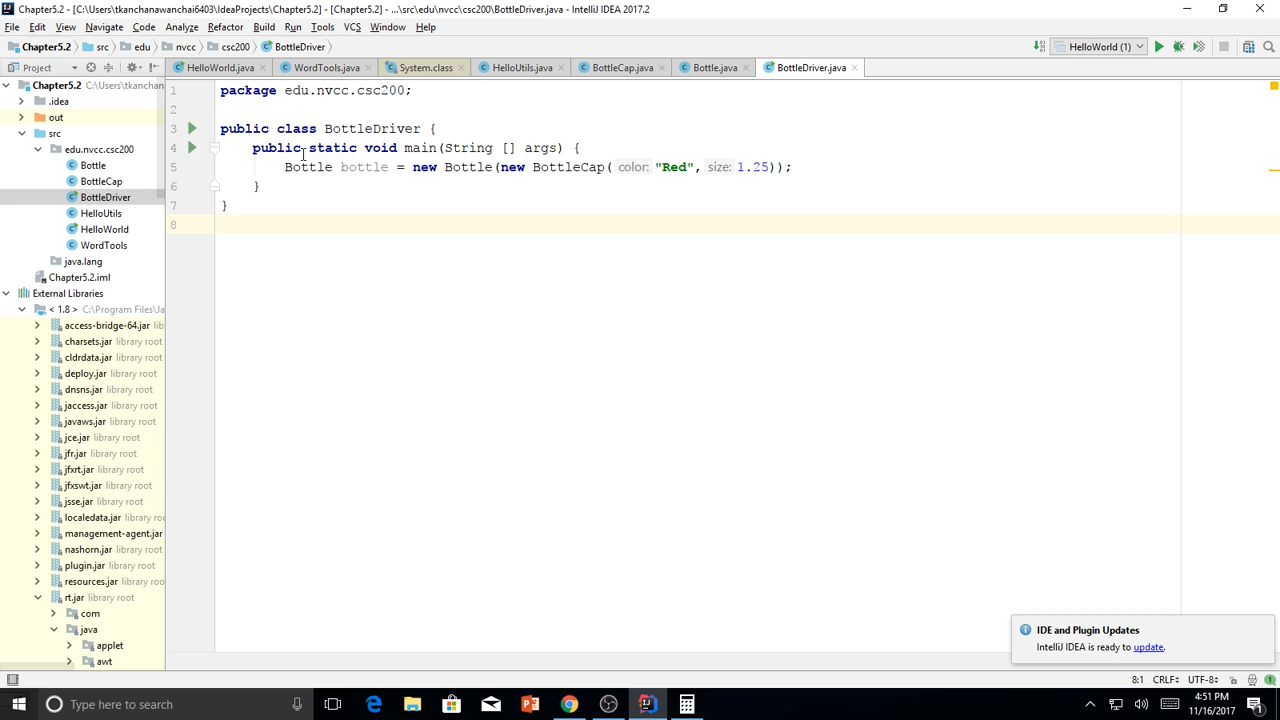 Chapter5.2 - [C:\Users\tkanchanawanchai6403\IdeaProjects\Chapter5.2] - [Chapter5.2] - ...\src\edu\nvcc\csc200\BottleDriver.java - IntelliJ IDEA 2017.2
File Edit View Navigate Code Analyze Refactor Build Run Tools VCS Window Help
Chapter5.2 src edu nvcc csc200 BottleDriver HelloWorld (1)
Project HelloWorld.java WordTools.java System.class HelloUtils.java BottleCap.java Bottle.java BottleDriver.java
Chapter5.2 C:\Users\tkanchan
.idea
out
src
edu.nvcc.csc200
Bottle
BottleCap
BottleDriver
HelloUtils
HelloWorld
WordTools
java.lang
Chapter5.2.iml
External Libraries
< 1.8 > C:\Program Files\Ja
access-bridge-64.jar lib
charsets.jar library root
cldrdata.jar library root
deploy.jar library root
dnsns.jar library root
jaccess.jar library root
javaws.jar library root
jce.jar library root
jfr.jar library root
jfxrt.jar library root
jfxswt.jar library root
jsse.jar library root
localedata.jar library root
management-agent.jar
nashorn.jar library root
plugin.jar library root
resources.jar library root
rt.jar library root
com
java
applet
awt
1 package edu.nvcc.csc200;
2
3 public class BottleDriver {
4 public static void main(String [] args) {
5 Bottle bottle = new Bottle(new BottleCap( color: "Red", size: 1.25));
6 }
7 }
8
IDE and Plugin Updates
IntelliJ IDEA is ready to update.
8:1 CRLF÷ UTF-8÷
Type here to search
4:51 PM
11/16/2017